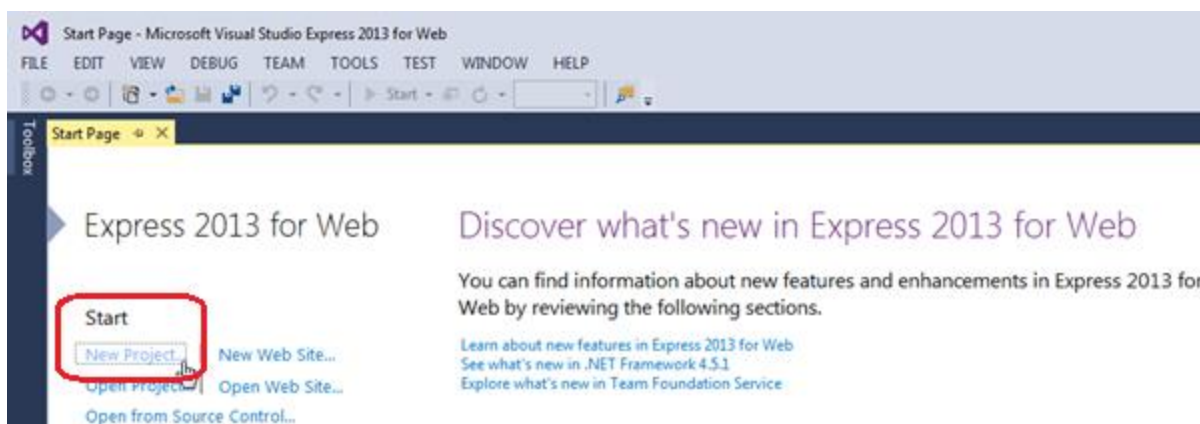 Start Page - Microsoft Visual Studio Express 2013 for Web
FILE EDIT VIEW DEBUG TEAM TOOLS TEST WINDOW HELP
Start
Toolbox
Start Page
Express 2013 for Web
Start
New Project... New Web Site...
Open Project... Open Web Site...
Open from Source Control...
Discover what's new in Express 2013 for Web
You can find information about new features and enhancements in Express 2013 for
Web by reviewing the following sections.
Learn about new features in Express 2013 for Web
See what's new in .NET Framework 4.5.1
Explore what's new in Team Foundation Service